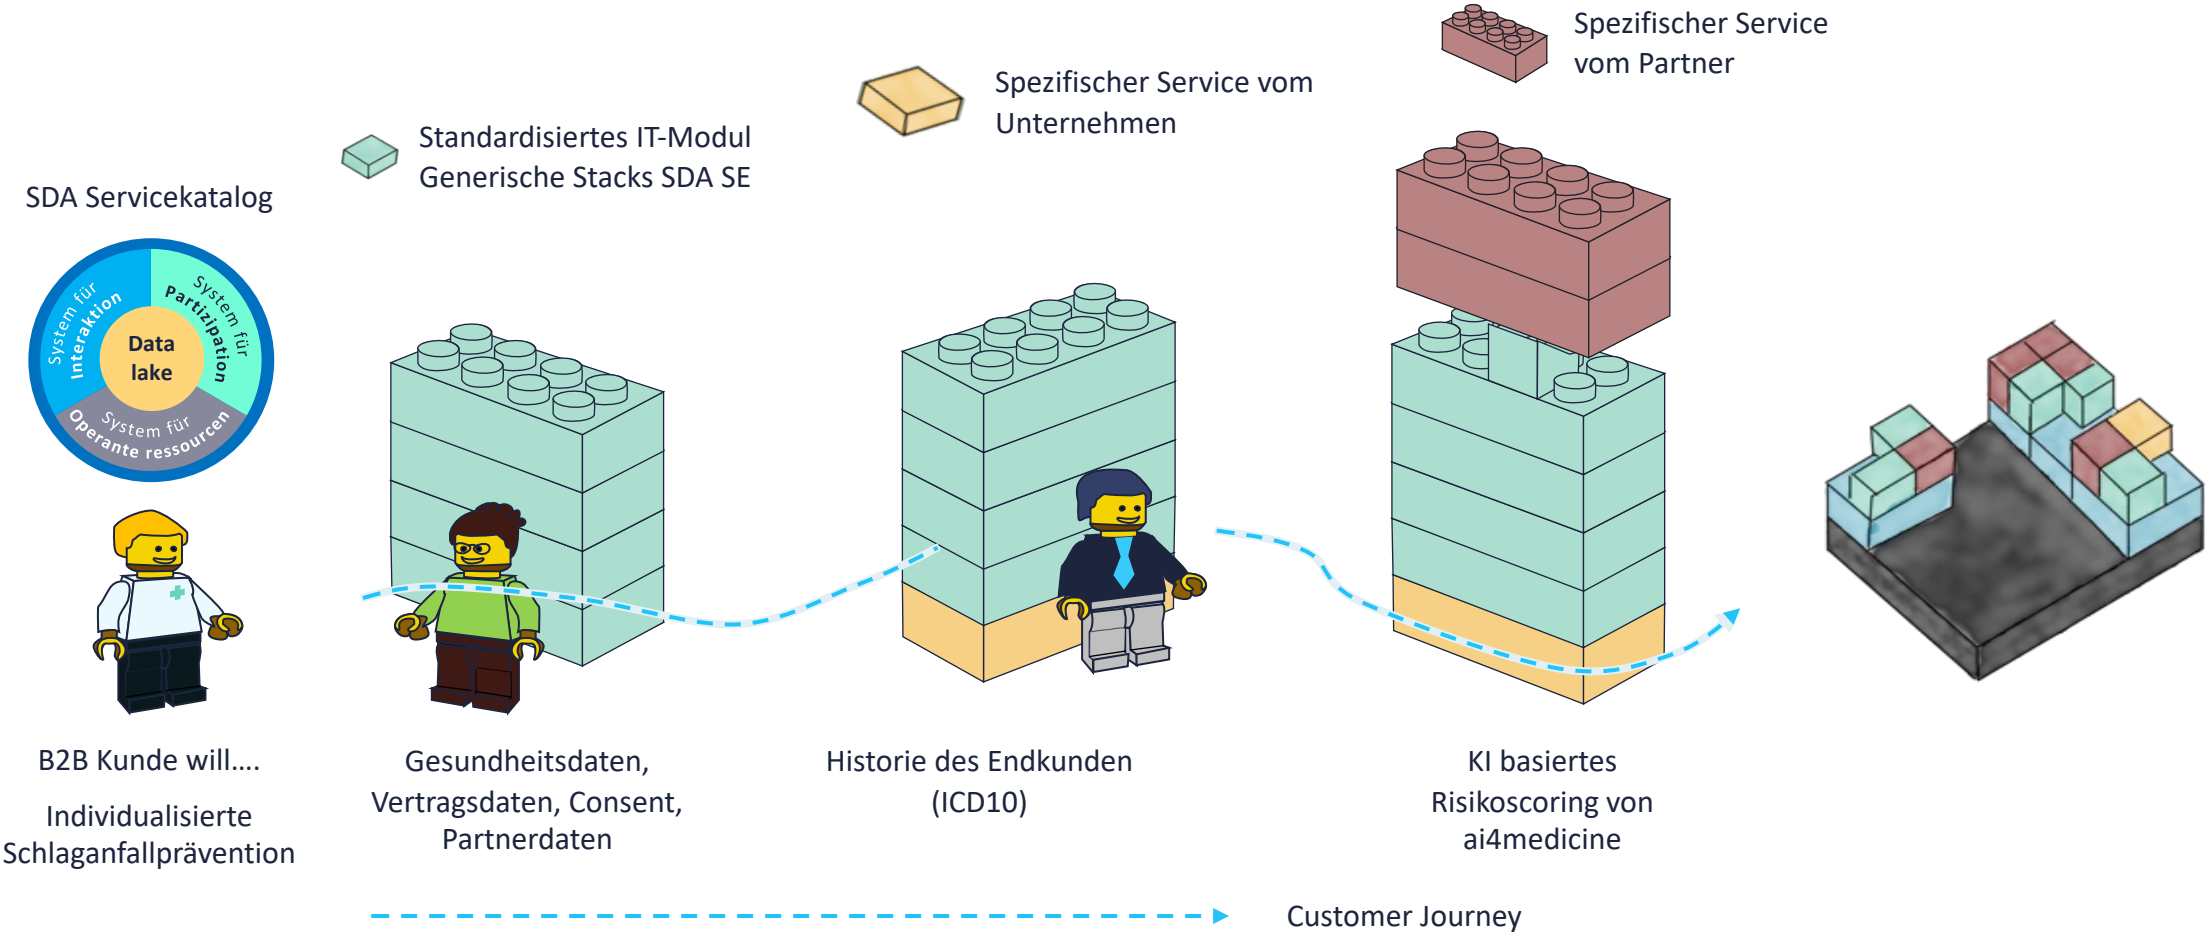 Spezifischer Service
vom Partner
Spezifischer Service vom
Unternehmen
Standardisiertes IT-Modul
Generische Stacks SDA SE
SDA Servicekatalog
System für
Interaktion
System für
Partizipation
Data
lake
System für
Operante ressourcen
B2B Kunde will....
Individualisierte
Schlaganfallprävention
Gesundheitsdaten,
Vertragsdaten, Consent,
Partnerdaten
Historie des Endkunden
(ICD10)
KI basiertes
Risikoscoring von
ai4medicine
Customer Journey